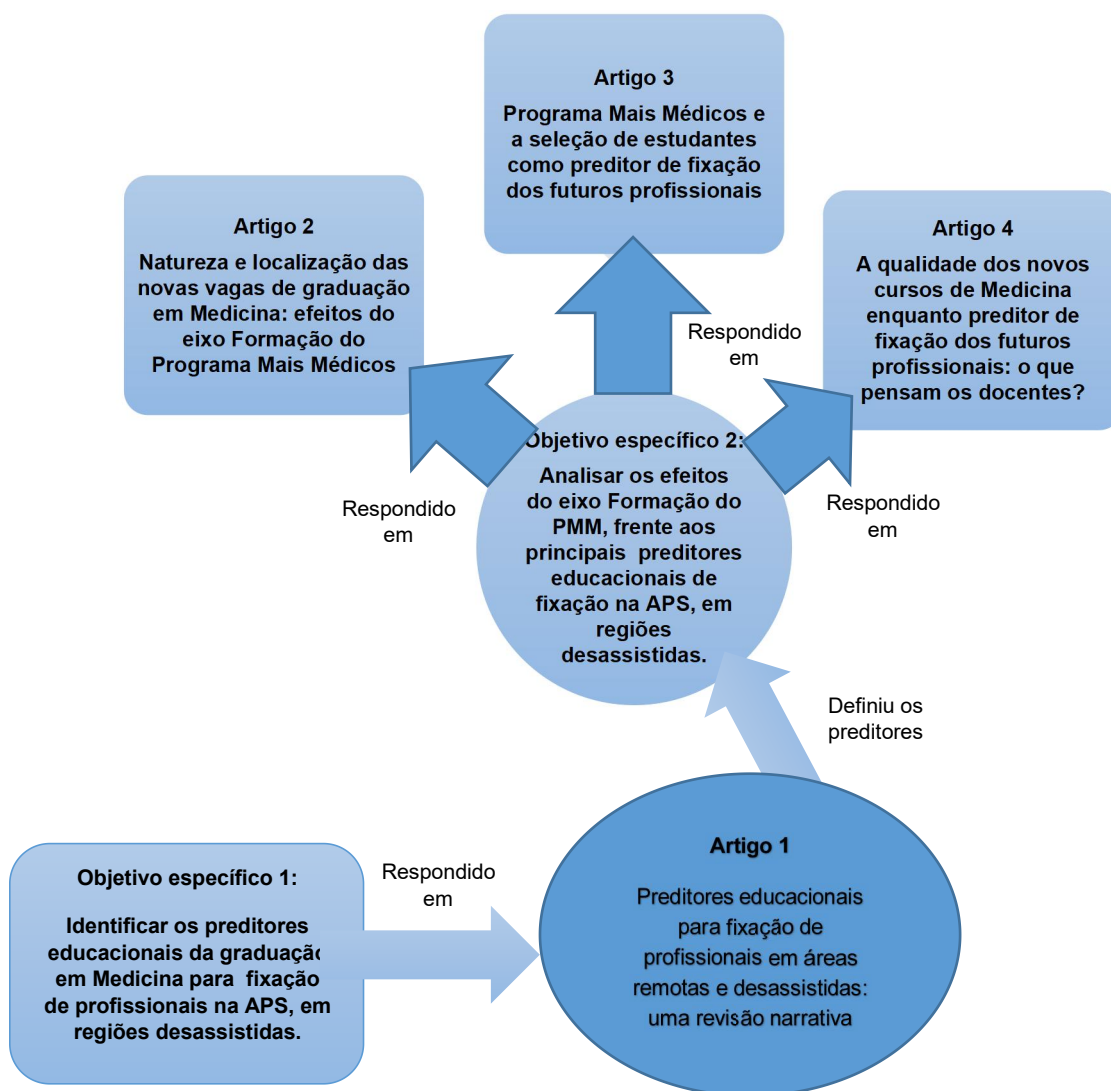 Artigo 3
Programa Mais Médicos e
a seleção de estudantes
como preditor de fixação
dos futuros profissionais
Artigo 2
Natureza e localização das
novas vagas de graduação
em Medicina: efeitos do
eixo Formação do
Programa Mais Médicos
Artigo 4
A qualidade dos novos
cursos de Medicina
enquanto preditor de
fixação dos futuros
profissionais: o que
pensam os docentes?
Respondido
em
Respondido
em
Respondido
em
Objetivo específico 2:
Analisar os efeitos
do eixo Formação do
PMM, frente aos
principais preditores
educacionais de
fixação na APS, em
regiões
desassistidas.
Definiu os
preditores
Objetivo específico 1:
Identificar os preditores
educacionais da graduação
em Medicina para fixação
de profissionais na APS, em
regiões desassistidas.
Respondido
em
Artigo 1
Preditores educacionais
para fixação de
profissionais em áreas
remotas e desassistidas:
uma revisão narrativa